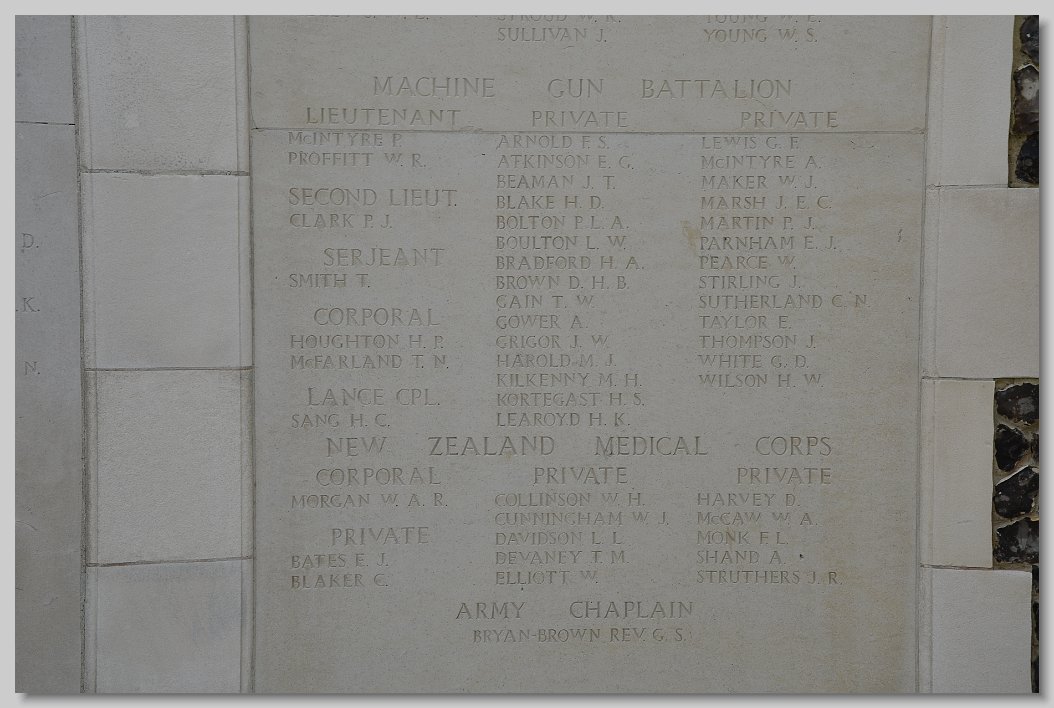 STROUD W. R.
SULLIVAN J.
YOUNG W. E.
YOUNG W. S.
MACHINE GUN BATTALION
LIEUTENANT
McINTYRE P.
PROFFITT W. R.
SECOND LIEUT.
CLARK P. J.
SERJEANT
SMITH T.
CORPORAL
HOUGHTON H. P.
McFARLAND T. N.
LANCE CPL.
SANG H. C.
PRIVATE
ARNOLD F. S.
ATKINSON E. G.
BEAMAN J. T.
BLAKE H. D.
BOLTON P. L. A.
BOULTON L. W.
BRADFORD H. A.
BROWN D. H. B.
GAIN T. W.
GOWER A.
GRIGOR J. W.
HAROLD M. J.
KILKENNY M. H.
KORTEGAST H. S.
LEAROYD H. K.
PRIVATE
LEWIS G. F.
McINTYRE A.
MAKER W. J.
MARSH J. E. C.
MARTIN P. J.
PARNHAM E. J.
PEARCE W.
STIRLING J.
SUTHERLAND C. N.
TAYLOR E.
THOMPSON J.
WHITE G. D.
WILSON H. W.
NEW ZEALAND MEDICAL CORPS
CORPORAL
MORGAN W. A. R.
PRIVATE
BATES E. J.
BLAKER C.
PRIVATE
COLLINSON W. H.
CUNNINGHAM W. J.
DAVIDSON L. L.
DEVANEY T. M.
ELLIOTT W.
PRIVATE
HARVEY D.
McCAW W. A.
MONK F. L.
SHAND A.
STRUTHERS J. R.
ARMY CHAPLAIN
BRYAN-BROWN REV. G. S.
D.
K.
N.